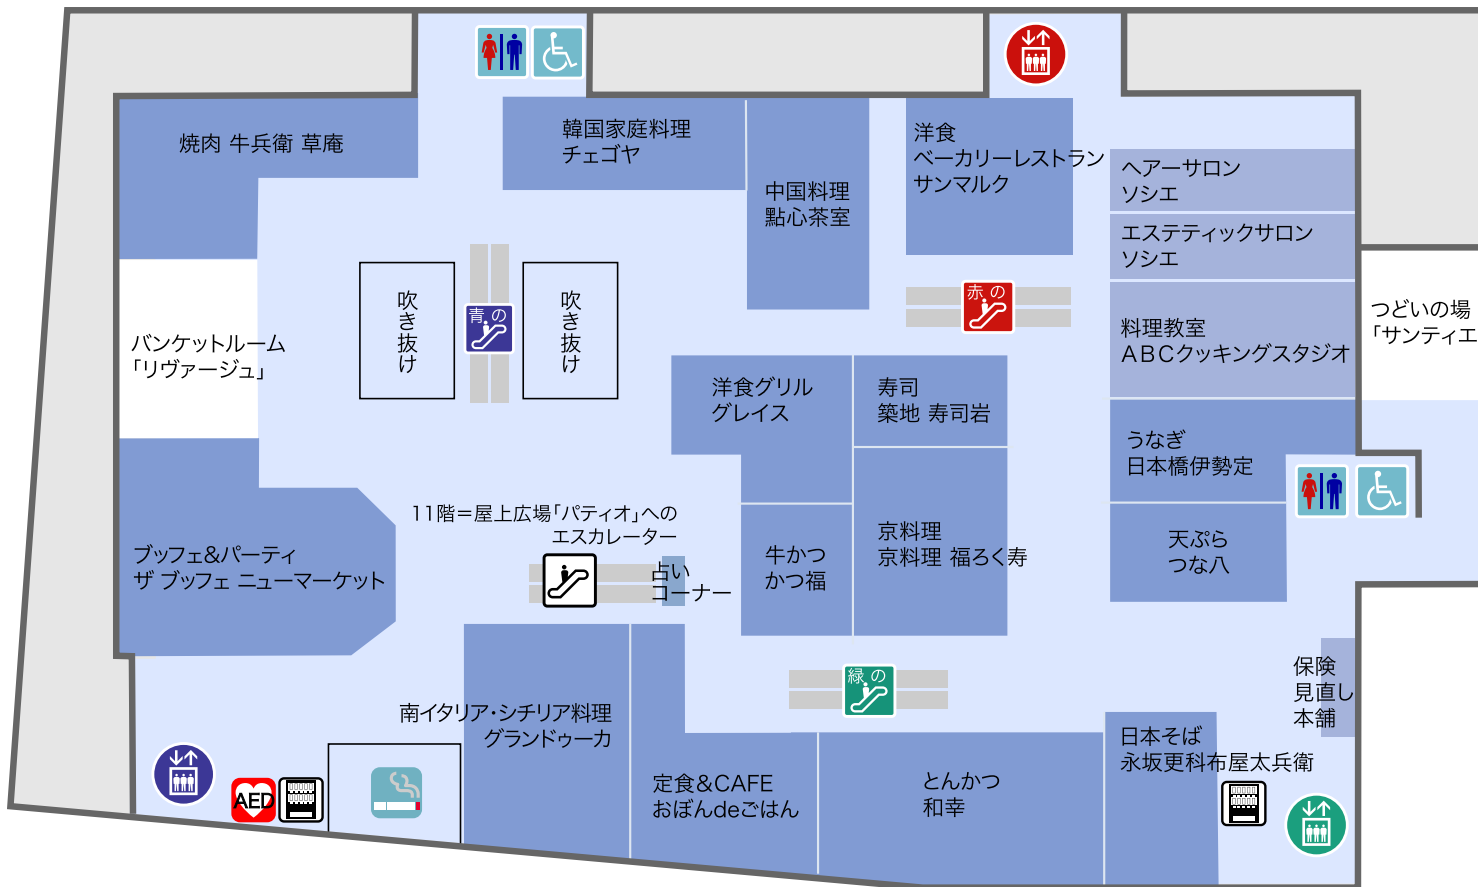 焼肉 牛兵衛 草庵
韓国家庭料理
チェゴヤ
中国料理
點心茶室
洋食
ベーカリーレストラン
サンマルク
ヘアーサロン
ソシエ
エステティックサロン
ソシエ
料理教室
ABCクッキングスタジオ
つどいの場
「サンティエ
バンケットルーム
「リヴァージュ」
吹き抜け
青の
吹き抜け
赤の
洋食グリル
グレイス
寿司
築地 寿司岩
うなぎ
日本橋伊勢定
11階=屋上広場「パティオ」への
エスカレーター
占い
コーナー
牛かつ
かつ福
京料理
京料理 福ろく寿
天ぷら
つな八
ブッフェ&パーティ
ザ ブッフェ ニューマーケット
緑の
保険
見直し
本舗
南イタリア・シチリア料理
グランドゥーカ
AED
定食&CAFE
おぼんdeごはん
とんかつ
和幸
日本そば
永坂更科布屋太兵衛